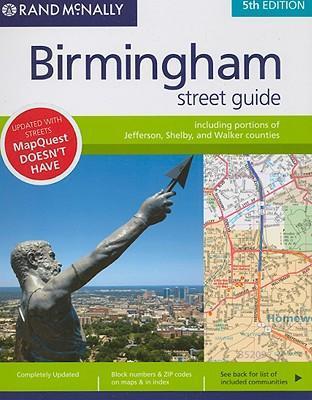 RAND McNALLY
5th EDITION
Birmingham
street guide
including portions of
Jefferson, Shelby, and Walker counties
UPDATED WITH
STREETS
MapQuest
DOESN'T
HAVE
Homewo
Completely Updated
Block numbers & ZIP codes
on maps & in index
See back for list of
included communities